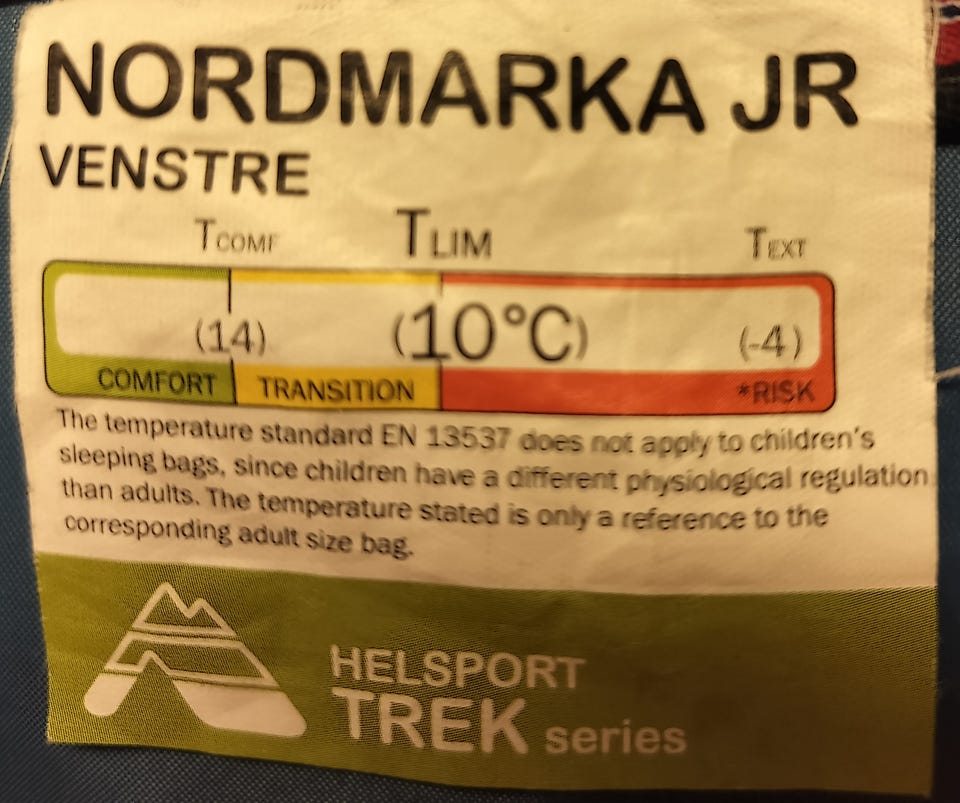 NORDMARKA JR
VENSTRE
TCOMF TLIM TEXT
(14) (10°C) (-4)
COMFORT TRANSITION *RISK
The temperature standard EN 13537 does not apply to children's
sleeping bags, since children have a different physiological regulation
than adults. The temperature stated is only a reference to the
corresponding adult size bag.
HELSPORT
TREK series